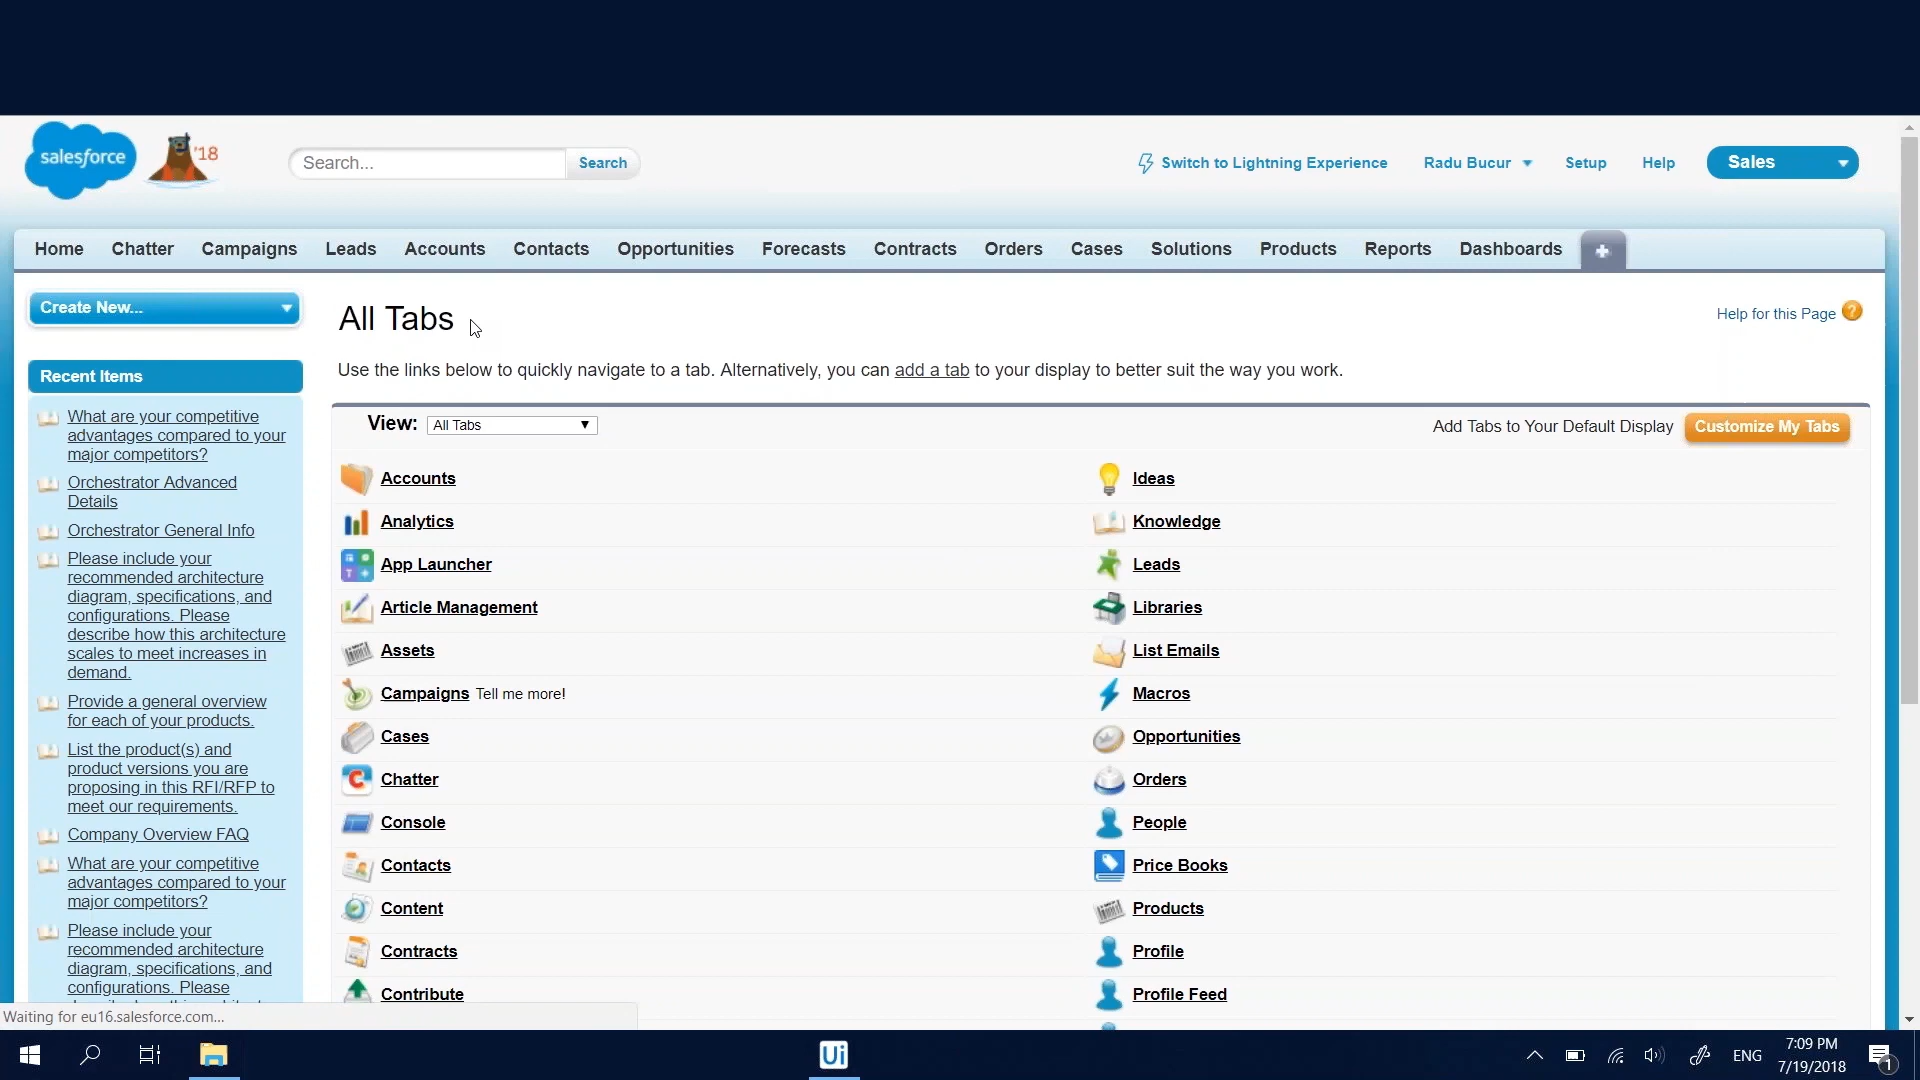 salesforce
'18
Search...
Search
Switch to Lightning Experience
Radu Bucur
Setup
Help
Sales
Home
Chatter
Campaigns
Leads
Accounts
Contacts
Opportunities
Forecasts
Contracts
Orders
Cases
Solutions
Products
Reports
Dashboards
Create New...
All Tabs
Help for this Page
Use the links below to quickly navigate to a tab. Alternatively, you can add a tab to your display to better suit the way you work.
Recent Items
What are your competitive
advantages compared to your
major competitors?
Orchestrator Advanced
Details
Orchestrator General Info
Please include your
recommended architecture
diagram, specifications, and
configurations. Please
describe how this architecture
scales to meet increases in
demand.
Provide a general overview
for each of your products.
List the product(s) and
product versions you are
proposing in this RFI/RFP to
meet our requirements.
Company Overview FAQ
What are your competitive
advantages compared to your
major competitors?
Please include your
recommended architecture
diagram, specifications, and
configurations. Please
View:
All Tabs
Add Tabs to Your Default Display
Customize My Tabs
Accounts
Analytics
App Launcher
Article Management
Assets
Campaigns Tell me more!
Cases
Chatter
Console
Contacts
Content
Contracts
Contribute
Ideas
Knowledge
Leads
Libraries
List Emails
Macros
Opportunities
Orders
People
Price Books
Products
Profile
Profile Feed
Waiting for eu16.salesforce.com...
Ui
ENG
7:09 PM
7/19/2018
1